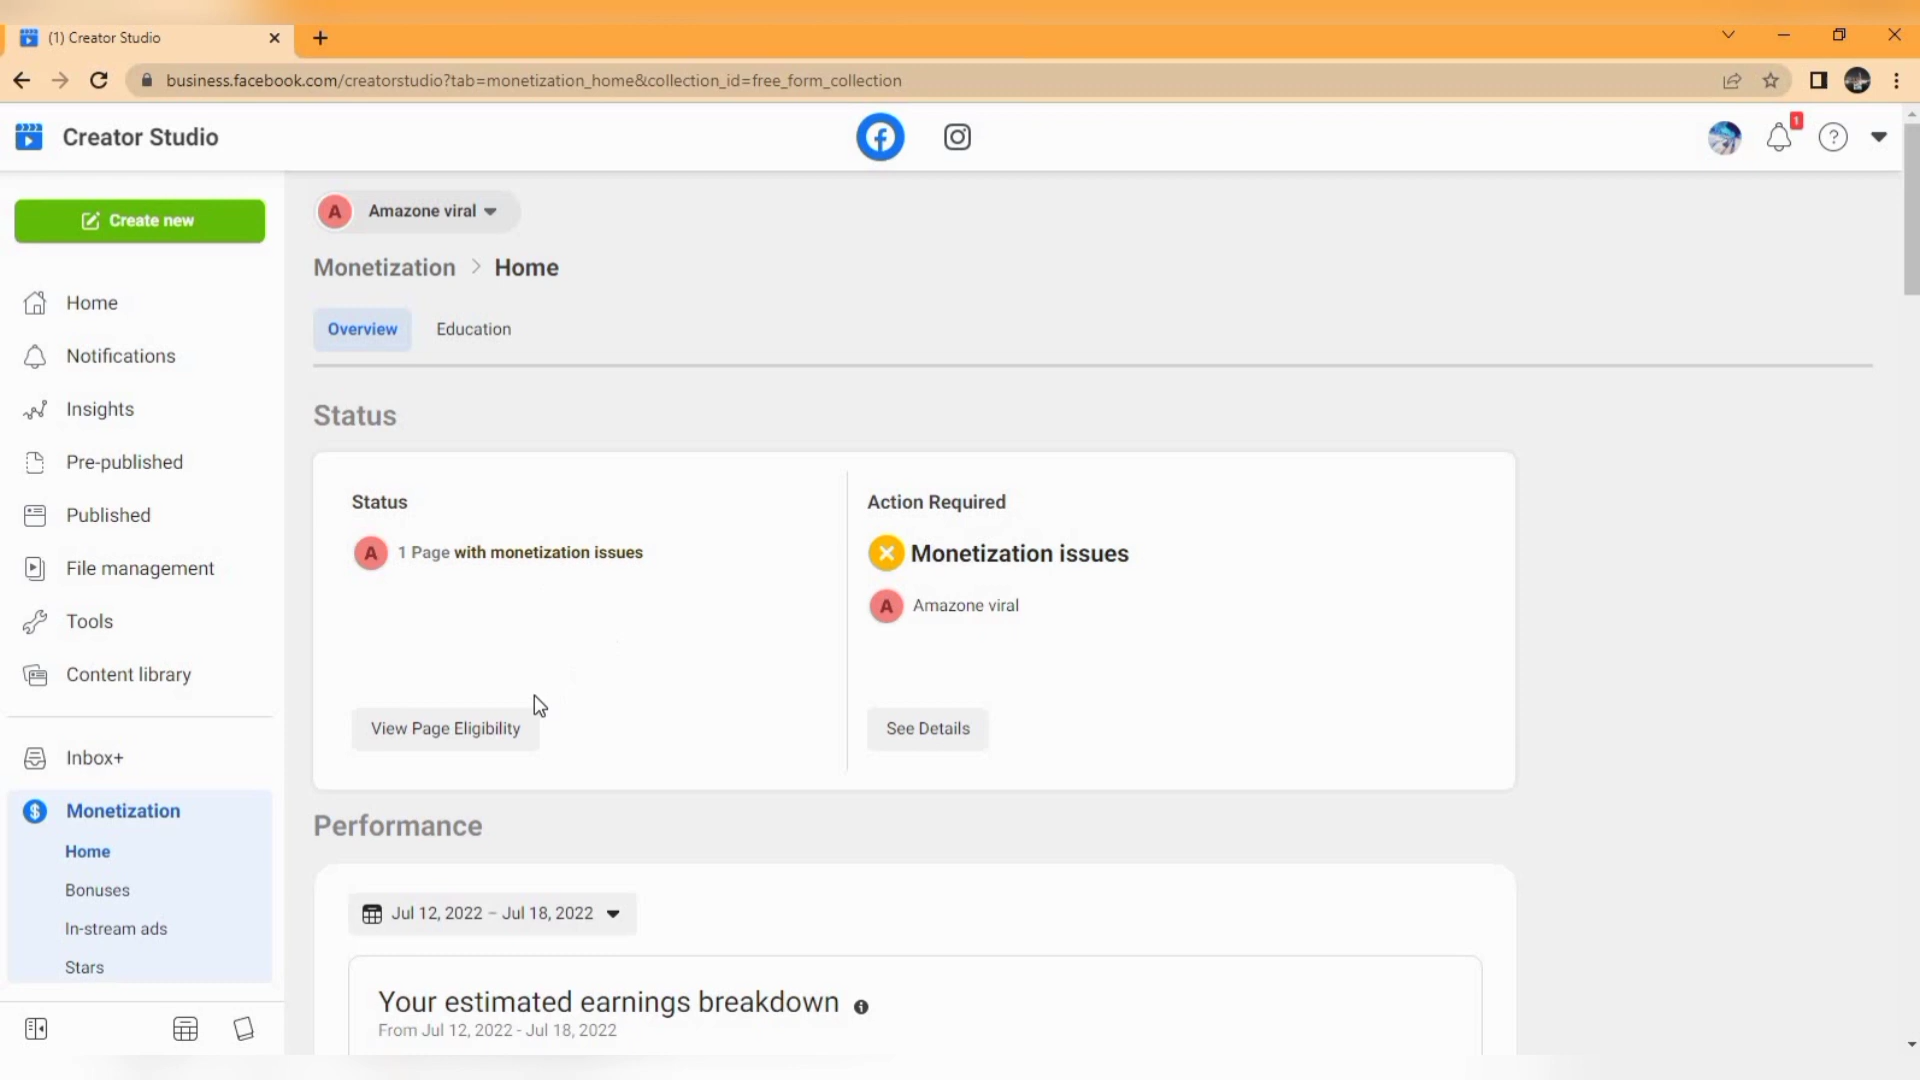 (1) Creator Studio
business.facebook.com/creatorstudio?tab=monetization_home&collection_id=free_form_collection
Creator Studio
1
?
Create new
A Amazone viral
Monetization > Home
Home
Overview Education
Notifications
Insights
Status
Pre-published
Published
File management
Tools
Content library
Status
A 1 Page with monetization issues
View Page Eligibility
Action Required
Monetization issues
A Amazone viral
See Details
Inbox+
$ Monetization
Home
Bonuses
In-stream ads
Stars
Performance
Jul 12, 2022 – Jul 18, 2022
Your estimated earnings breakdown
From Jul 12, 2022 - Jul 18, 2022